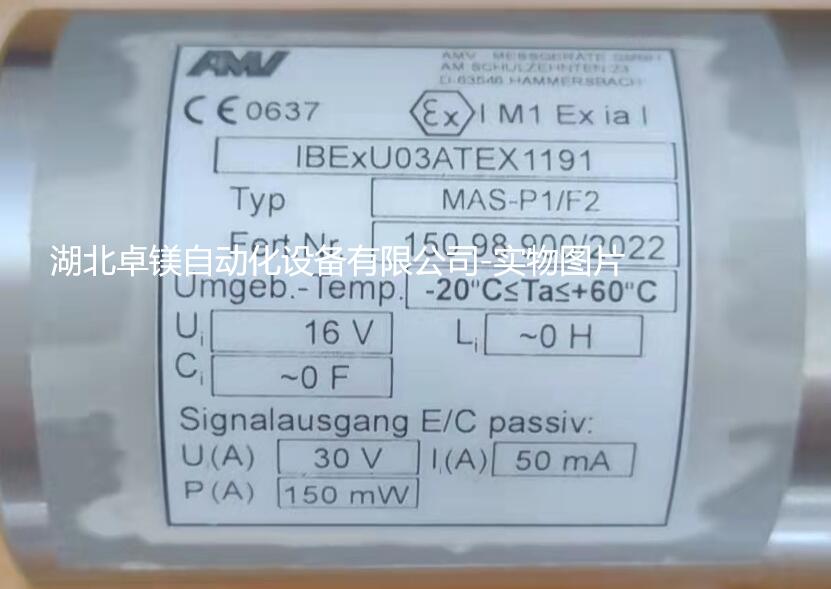 AMV
AMV - MESSGERÄTE GMBH
AM SCHULZEHNTEN 23
D-63546 HAMMERSBACH
CE 0637
Ex I M1 Ex ia I
IBExU03ATEX1191
Typ MAS-P1/F2
Fert.Nr. 150.98.900/2022
湖北卓镁自动化设备有限公司-实物图片
Umgeb.-Temp. -20°C≤Ta≤+60°C
Ui 16 V Li ~0 H
Ci ~0 F
Signalausgang E/C passiv:
Ui(A) 30 V Ii(A) 50 mA
P(A) 150 mW